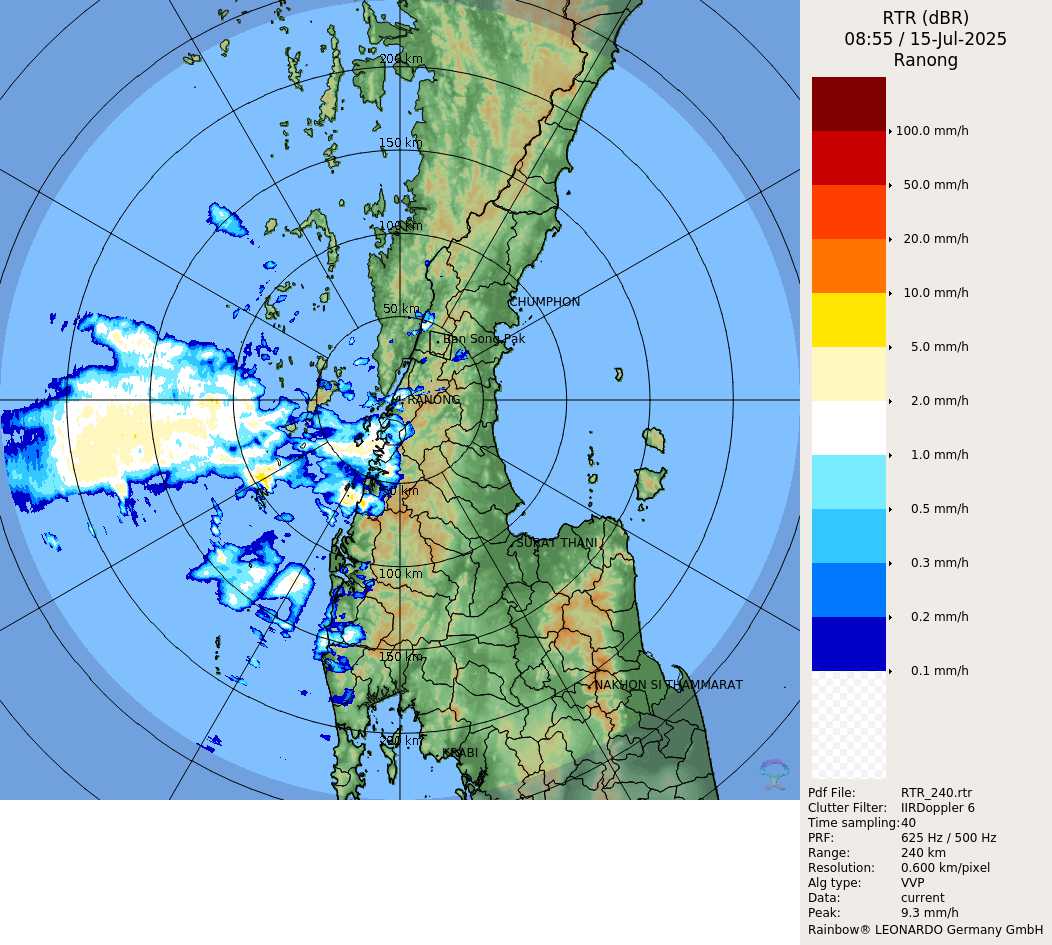 RTR (dBR)
08:55 / 15-Jul-2025
Ranong
200 km
150 km
100 km
50 km
CHUMPHON
Ban Song Pak
RANONG
50 km
SURAT THANI
100 km
150 km
NAKHON SI THAMMARAT
200 km
KRABI
100.0 mm/h
50.0 mm/h
20.0 mm/h
10.0 mm/h
5.0 mm/h
2.0 mm/h
1.0 mm/h
0.5 mm/h
0.3 mm/h
0.2 mm/h
0.1 mm/h
Pdf File: RTR_240.rtr
Clutter Filter: IIRDoppler 6
Time sampling: 40
PRF: 625 Hz / 500 Hz
Range: 240 km
Resolution: 0.600 km/pixel
Alg type: VVP
Data: current
Peak: 9.3 mm/h
Rainbow® LEONARDO Germany GmbH